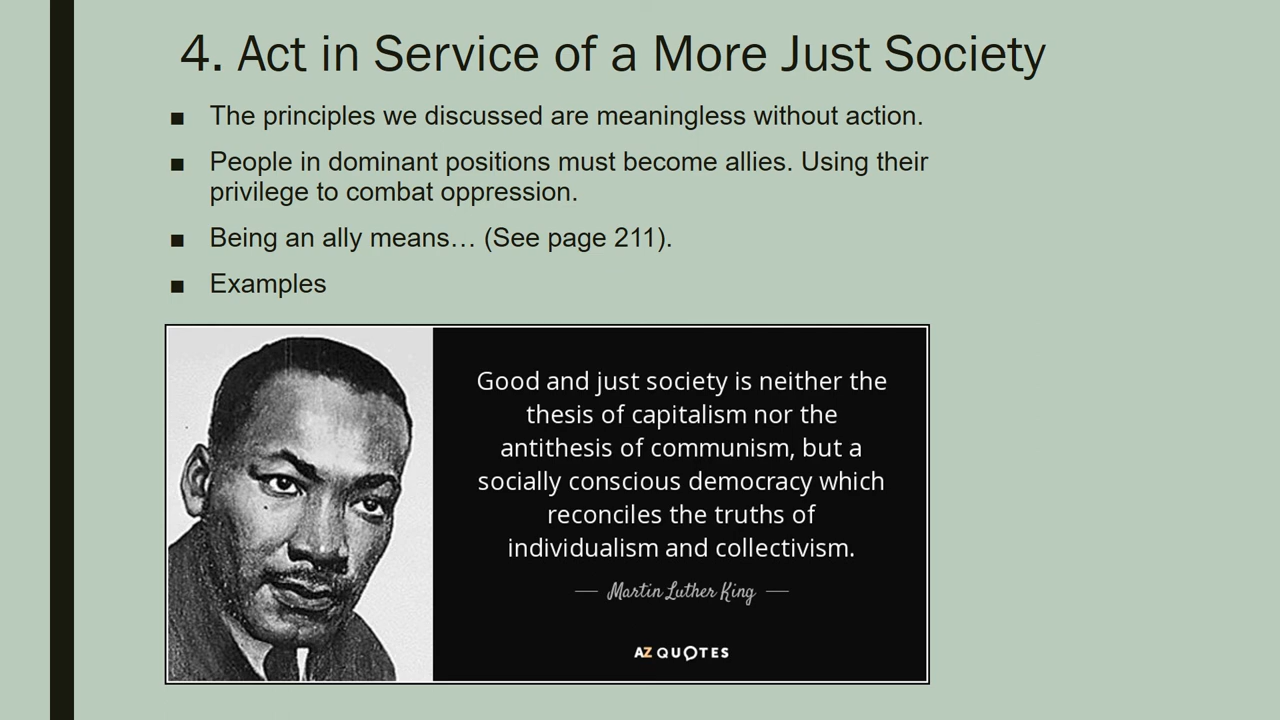 4. Act in Service of a More Just Society
■ The principles we discussed are meaningless without action.
■ People in dominant positions must become allies. Using their
privilege to combat oppression.
■ Being an ally means… (See page 211).
■ Examples
Good and just society is neither the
thesis of capitalism nor the
antithesis of communism, but a
socially conscious democracy which
reconciles the truths of
individualism and collectivism.
— Martin Luther King —
AZ QUOTES